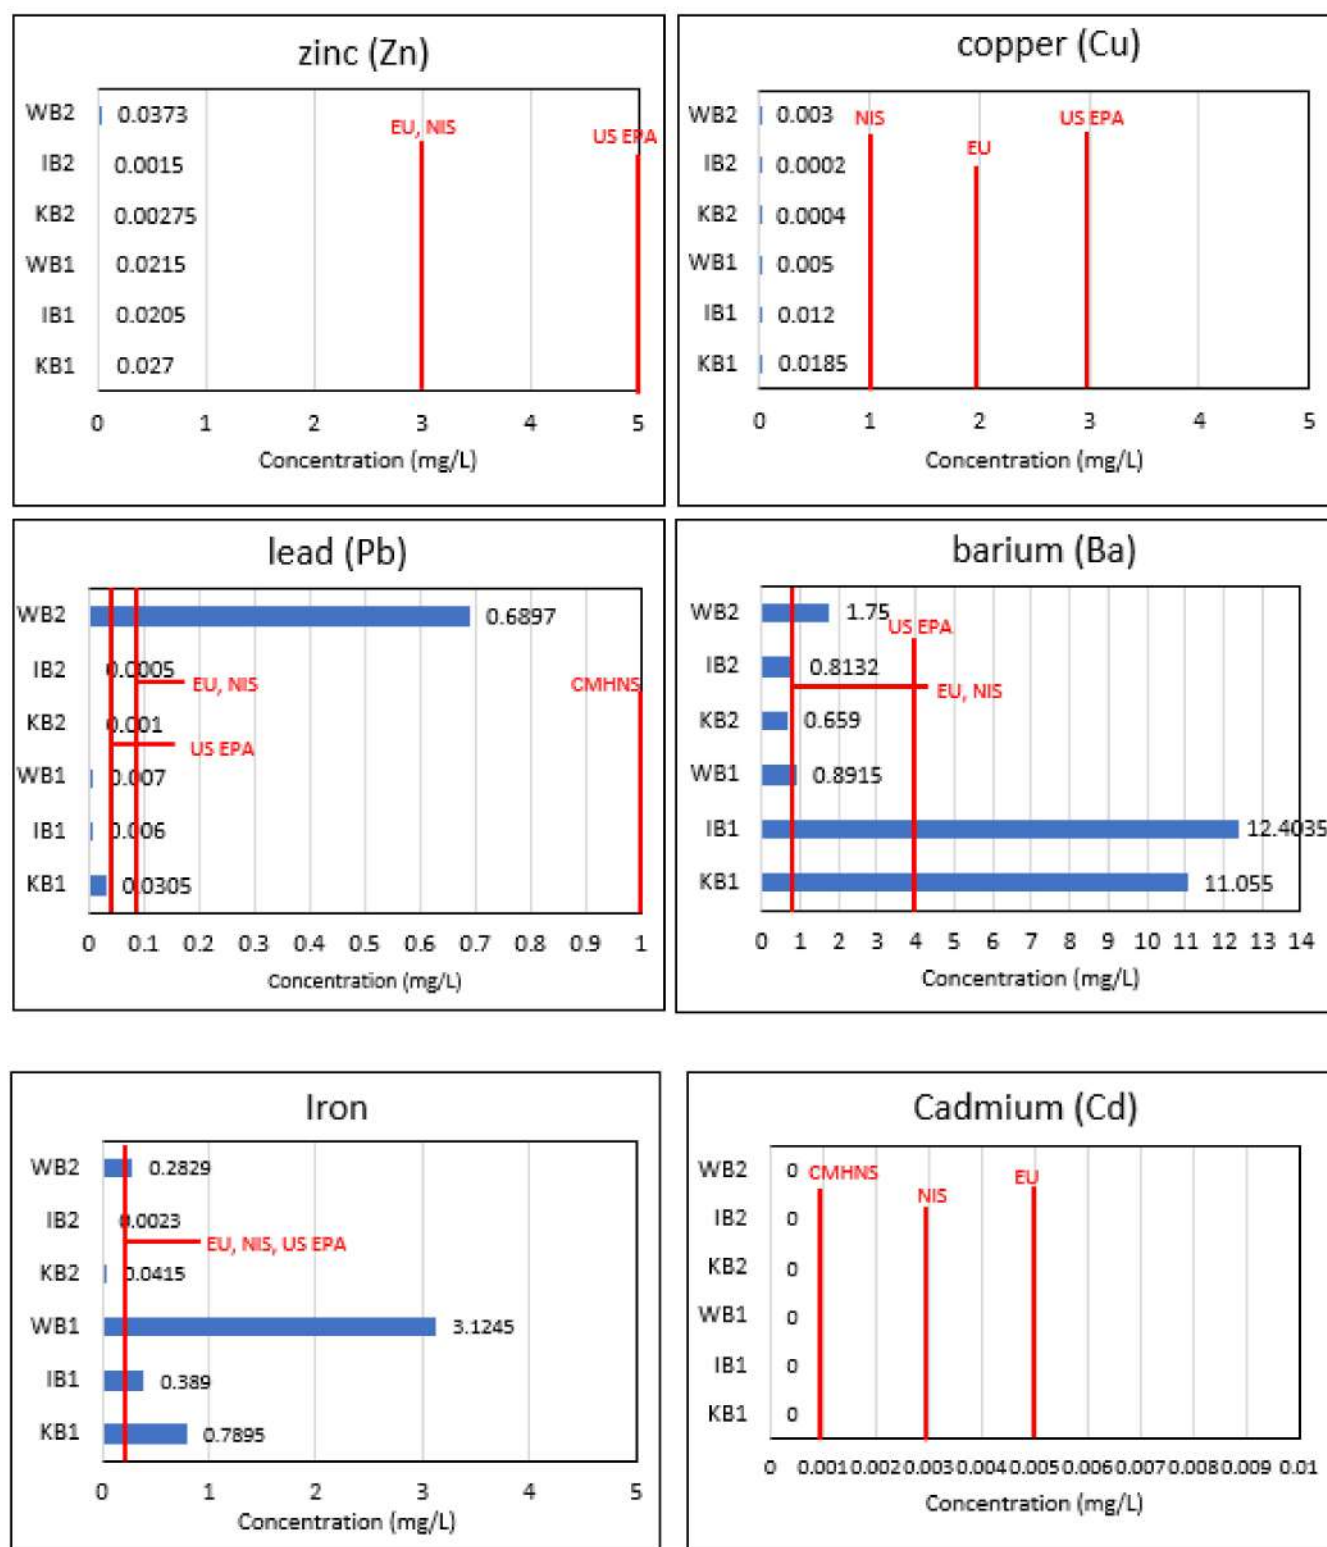 zinc (Zn)
WB2 0.0373
EU, NIS
US EPA
IB2 0.0015
KB2 0.00275
WB1 0.0215
IB1 0.0205
KB1 0.027
0 1 2 3 4 5
Concentration (mg/L)
copper (Cu)
WB2 0.003
NIS
US EPA
EU
IB2 0.0002
KB2 0.0004
WB1 0.005
IB1 0.012
KB1 0.0185
0 1 2 3 4 5
Concentration (mg/L)
lead (Pb)
WB2 0.6897
IB2 0.0005
EU, NIS
CMHNS
KB2 0.001
US EPA
WB1 0.007
IB1 0.006
KB1 0.0305
0 0.1 0.2 0.3 0.4 0.5 0.6 0.7 0.8 0.9 1
Concentration (mg/L)
barium (Ba)
WB2 1.75
US EPA
IB2 0.8132
EU, NIS
KB2 0.659
WB1 0.8915
IB1 12.4035
KB1 11.055
0 1 2 3 4 5 6 7 8 9 10 11 12 13 14
Concentration (mg/L)
Iron
WB2 0.2829
IB2 0.0023
EU, NIS, US EPA
KB2 0.0415
WB1 3.1245
IB1 0.389
KB1 0.7895
0 1 2 3 4 5
Concentration (mg/L)
Cadmium (Cd)
WB2 0
CMHNS
EU
NIS
IB2 0
KB2 0
WB1 0
IB1 0
KB1 0
0 0.001 0.002 0.003 0.004 0.005 0.006 0.007 0.008 0.009 0.01
Concentration (mg/L)